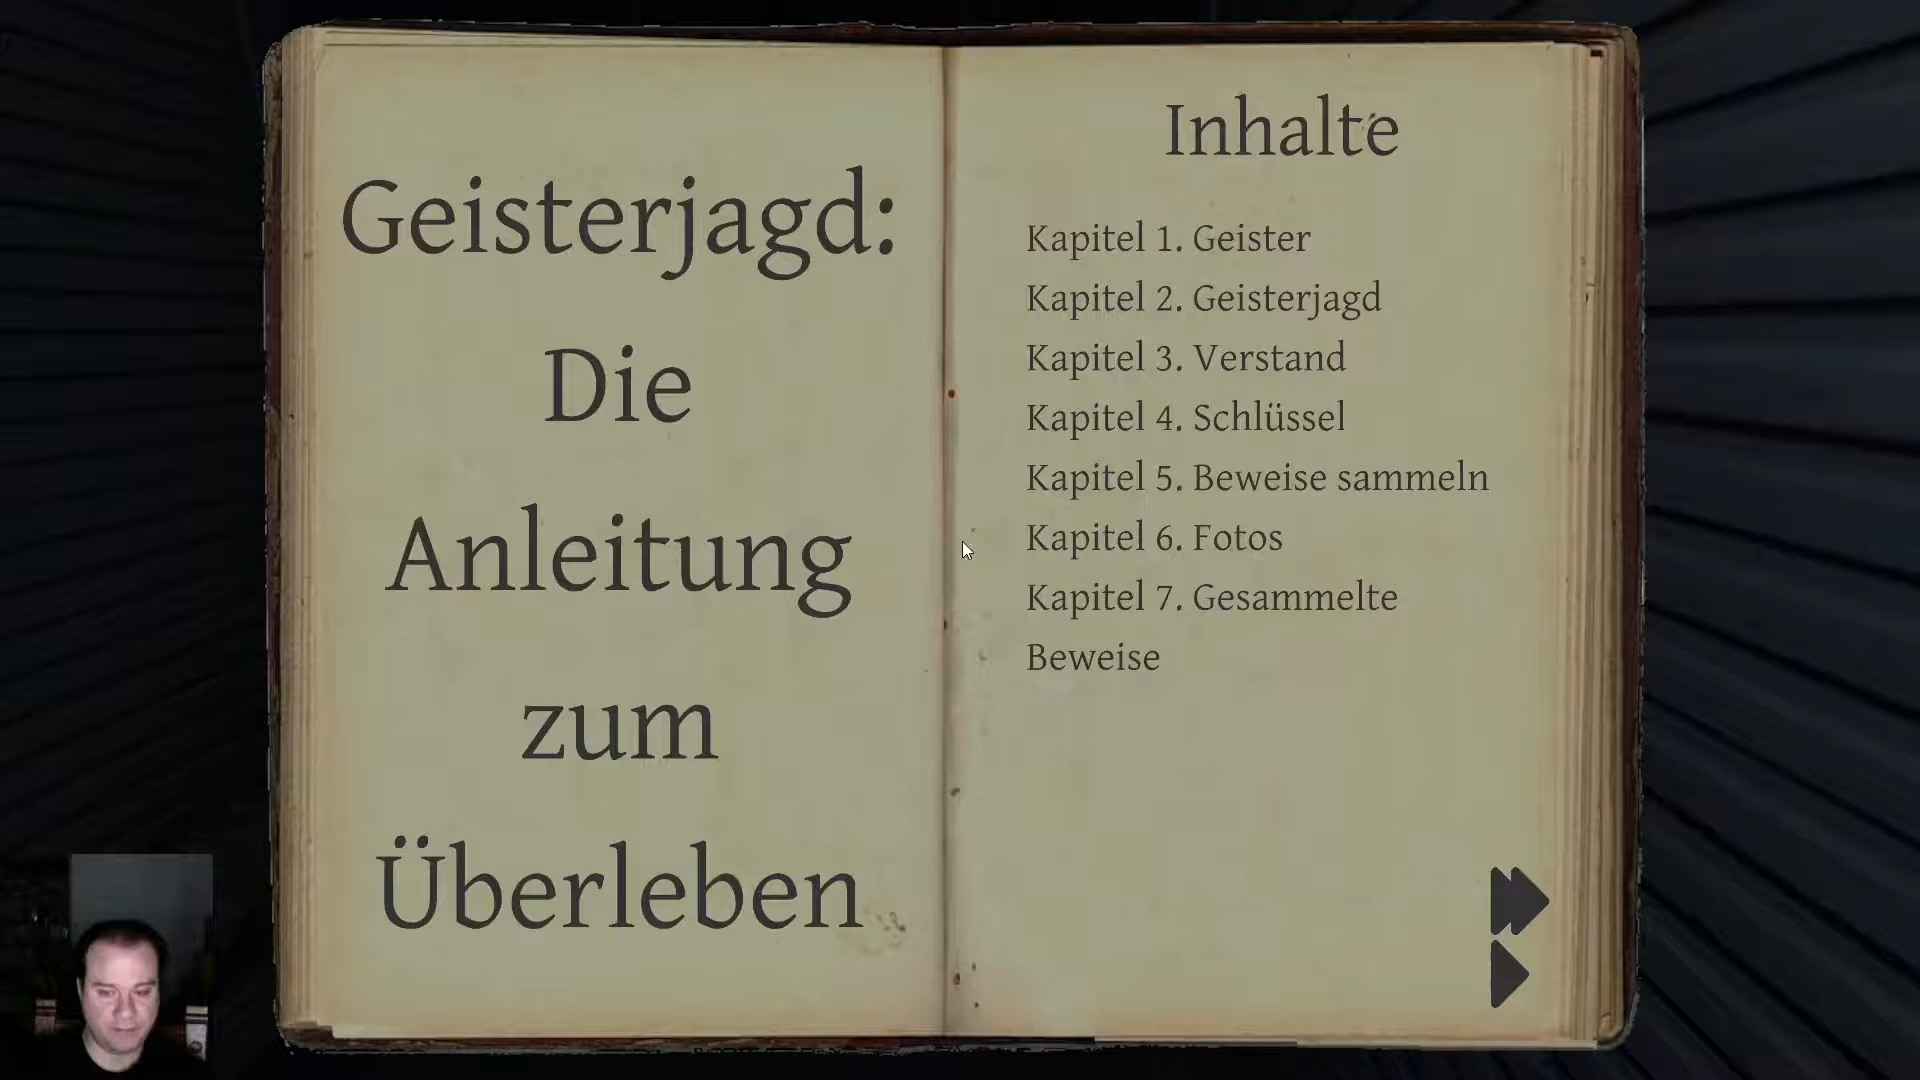 Geisterjagd:
Die
Anleitung
zum
Überleben
Inhalte
Kapitel 1. Geister
Kapitel 2. Geisterjagd
Kapitel 3. Verstand
Kapitel 4. Schlüssel
Kapitel 5. Beweise sammeln
Kapitel 6. Fotos
Kapitel 7. Gesammelte
Beweise